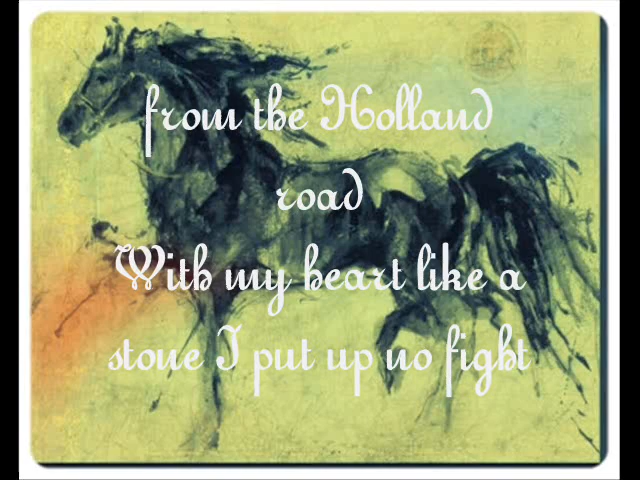 from the Holland
road
With my heart like a
stone I put up no fight